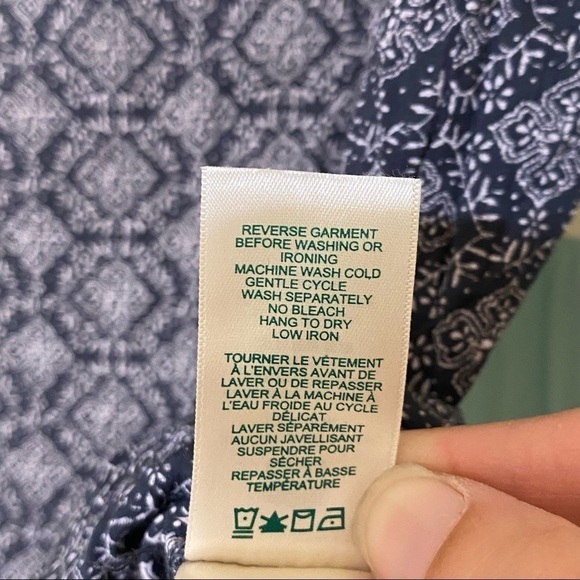 REVERSE GARMENT
BEFORE WASHING OR
IRONING
MACHINE WASH COLD
GENTLE CYCLE
WASH SEPARATELY
NO BLEACH
HANG TO DRY
LOW IRON
TOURNER LE VÉTEMENT
À L'ENVERS AVANT DE
LAVER OU DE REPASSER
LAVER À LA MACHINE À
L'EAU FROIDE AU CYCLE
DÉLICAT
LAVER SÉPARÉMENT
AUCUN JAVELLISANT
SUSPENDRE POUR
SÉCHER
REPASSER À BASSE
TEMPÉRATURE